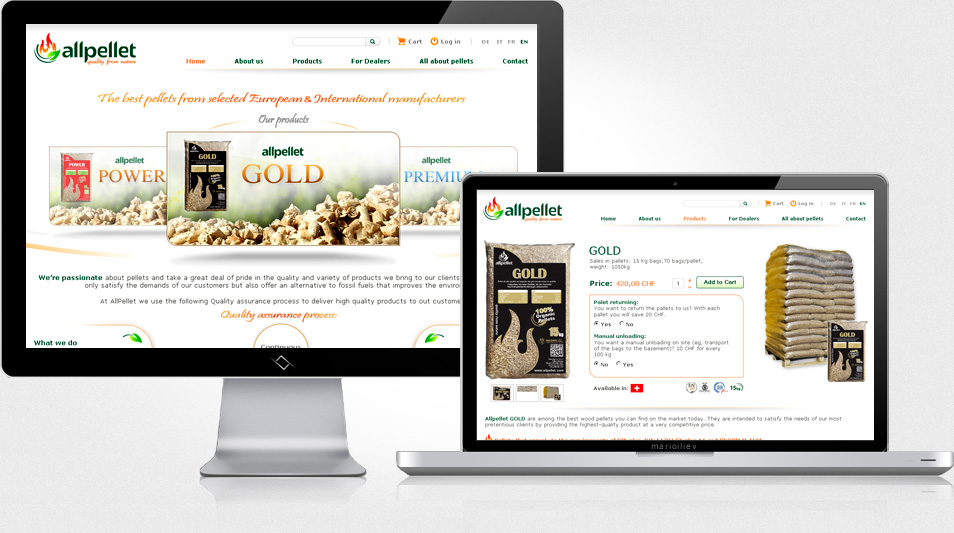 allpellet
quality from nature
Cart
Log in
DE IT FR EN
Home About us Products For Dealers All about pellets Contact
The best pellets from selected European & International manufacturers
Our products
POWER
allpellet
POWER
GOLD
15kg
allpellet
GOLD
allpellet
PREMIU
We're passionate about pellets and take a great deal of pride in the quality and variety of products we bring to our clients
only satisfy the demands of our customers but also offer an alternative to fossil fuels that improves the enviro
At AllPellet we use the following Quality assurance process to deliver high quality products to out custome
Quality assurance process:
What we do
Continuous
allpellet
quality from nature
Cart
Log in
DE IT FR EN
Home About us Products For Dealers All about pellets Contact
GOLD
100%
Organic
Pellets
15kg
www.allpellet.com
GOLD
Sales in pallets: 15 Kg bags,70 bags/pallet,
weight: 1050kg
Price: 420,00 CHF
1
Add to Cart
Palet returning:
You want to return the pallets to us? With each
pallet you will save 20 CHF.
Yes No
Manual unloading:
You want a manual unloading on site (eg, transport
of the bags to the basement)? 10 CHF for every
100 kg
No Yes
Available in:
15kg
GOLD
Allpellet GOLD are among the best wood pellets you can find on the market today. They are intended to satisfy the needs of our most
pretentious clients by providing the highest-quality product at a very competitive price.
marioiliev